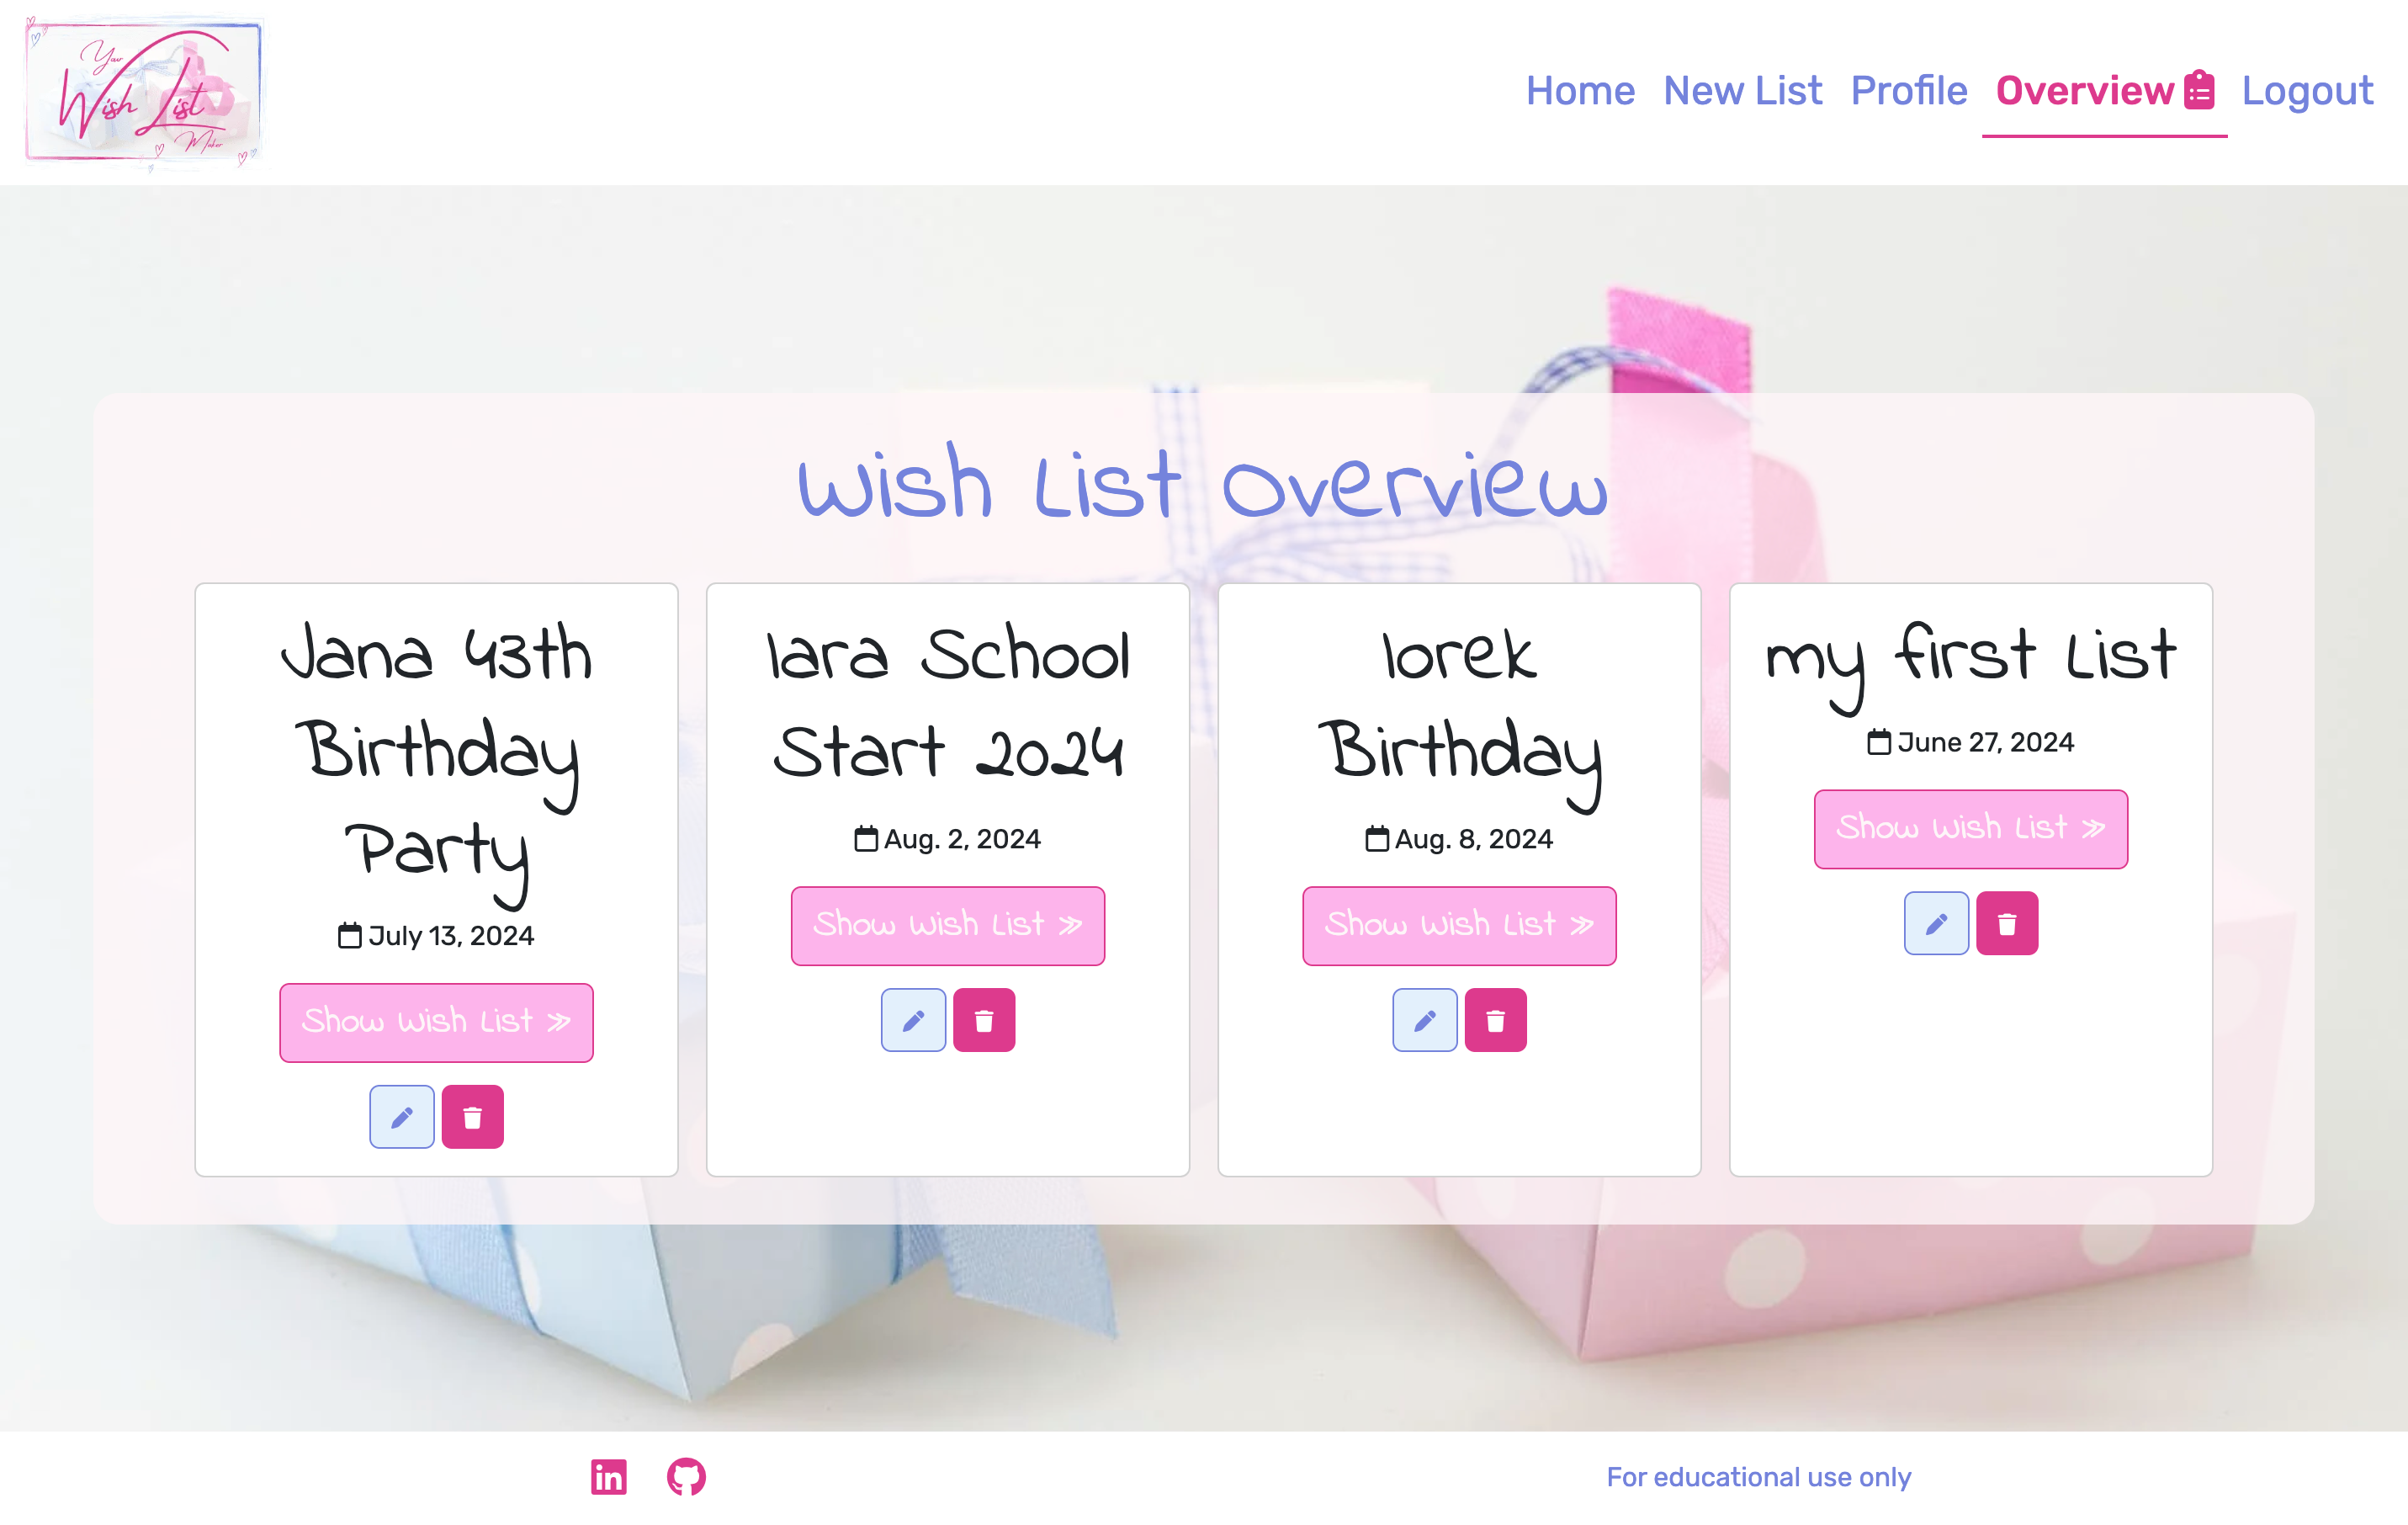 Your
Wish List
Maker
Home New List Profile Overview Logout
Wish List Overview
Jana 43th
Birthday
Party
July 13, 2024
Show Wish List »
lara School
Start 2024
Aug. 2, 2024
Show Wish List »
lorek
Birthday
Aug. 8, 2024
Show Wish List »
my first List
June 27, 2024
Show Wish List »
in
For educational use only